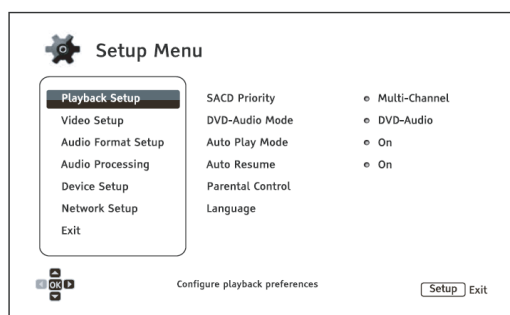 Setup Menu
Playback Setup SACD Priority Multi-Channel
Video Setup DVD-Audio Mode DVD-Audio
Audio Format Setup Auto Play Mode On
Audio Processing Auto Resume On
Device Setup Parental Control
Network Setup Language
Exit
OK Configure playback preferences Setup Exit